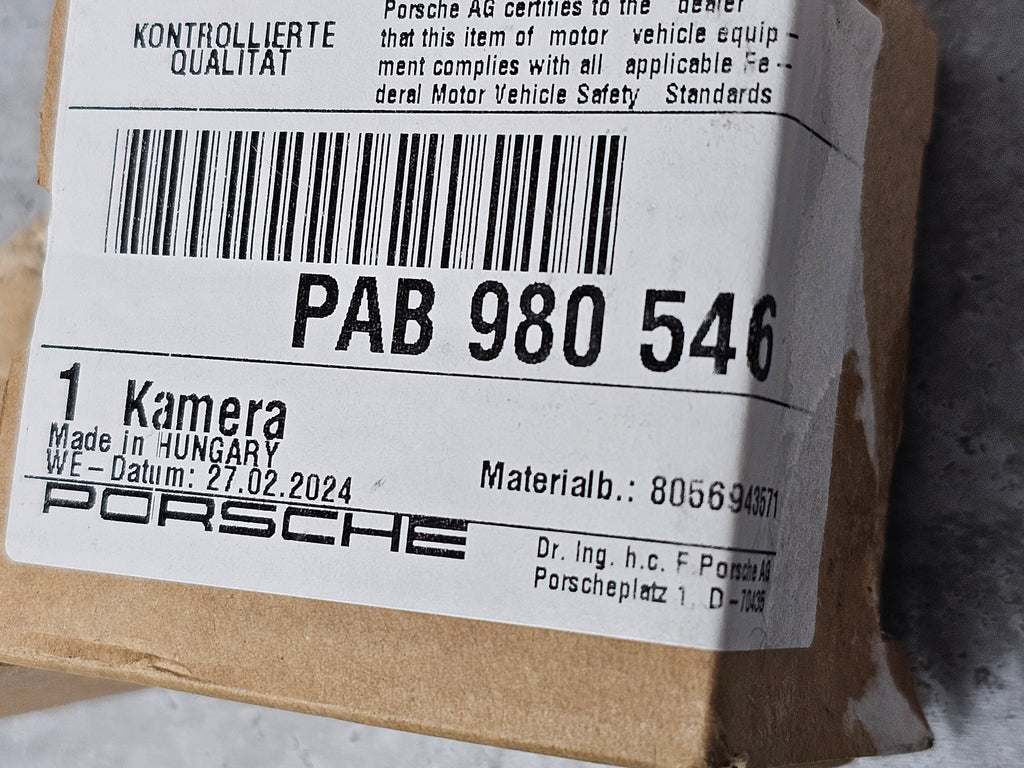 KONTROLLIERTE
QUALITÄT
Porsche AG certifies to the dealer
that this item of motor vehicle equip-
ment complies with all applicable Fe-
deral Motor Vehicle Safety Standards
PAB 980 546
1 Kamera
Made in HUNGARY
WE-Datum: 27.02.2024
Materialb.: 8056943571
PORSCHE
Dr. Ing. h.c. F Porsche AG
Porscheplatz 1, D-70435